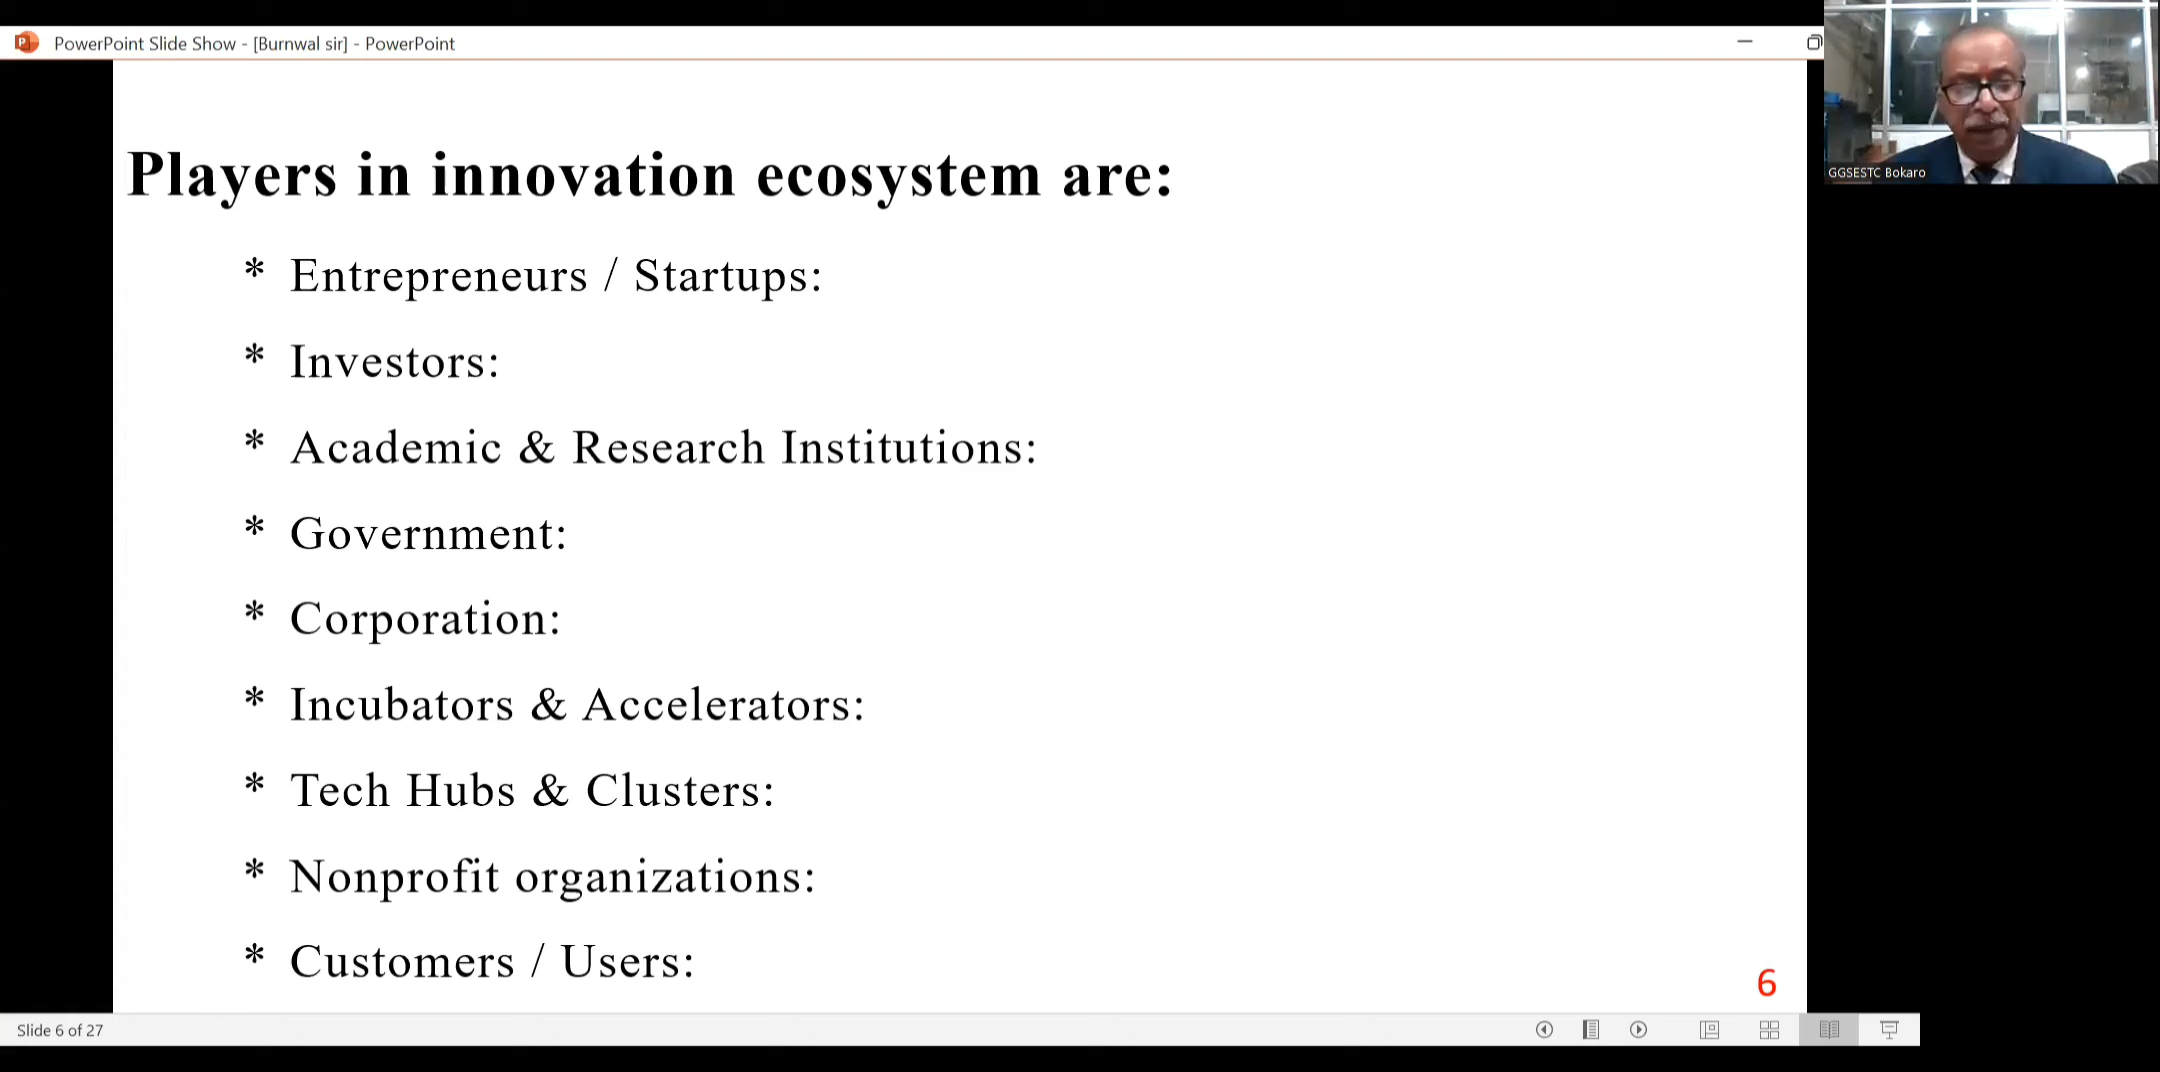 PowerPoint Slide Show - [Burnwal sir] - PowerPoint
GGSESTC Bokaro
Players in innovation ecosystem are:
* Entrepreneurs / Startups:
* Investors:
* Academic & Research Institutions:
* Government:
* Corporation:
* Incubators & Accelerators:
* Tech Hubs & Clusters:
* Nonprofit organizations:
* Customers / Users:
6
Slide 6 of 27